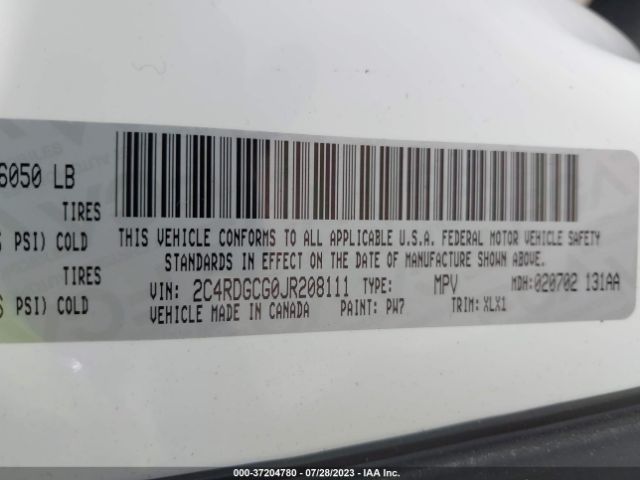 6050 LB
TIRES
PSI) COLD
TIRES
PSI) COLD
THIS VEHICLE CONFORMS TO ALL APPLICABLE U.S.A. FEDERAL MOTOR VEHICLE SAFETY
STANDARDS IN EFFECT ON THE DATE OF MANUFACTURE SHOWN ABOVE.
VIN: 2C4RDGCG0JR208111 TYPE: MPV MDH:020702 131AA
VEHICLE MADE IN CANADA PAINT: PW7 TRIM: XLX1
000-37204780 - 07/28/2023 - IAA Inc.